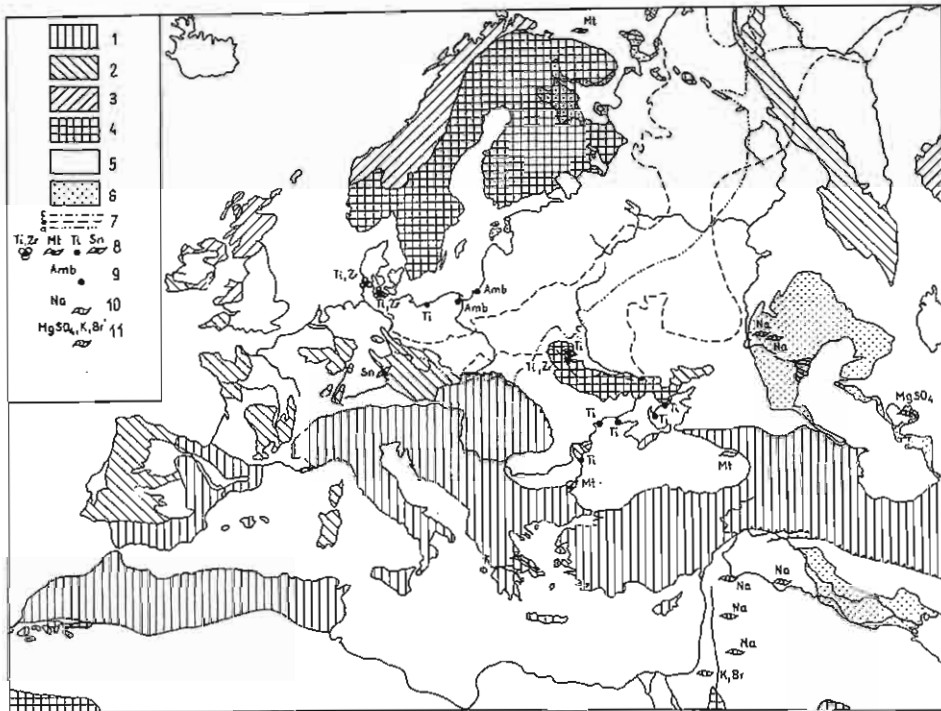 1
2
3
4
5
6
7
Ti,Zr Mt Ti Sn 8
Amb 9
Na 10
MgSO₄, K, Br 11
Mt
Ti, Z
Ti, Zr
Ti
Amb
Amb
Sn
Ti
Ti, Zr
Ti
Ti
Ti
Ti
Ti
Mt
Mt
Na
Na
MgSO₄
Na
Na
Na
Na
K, Br